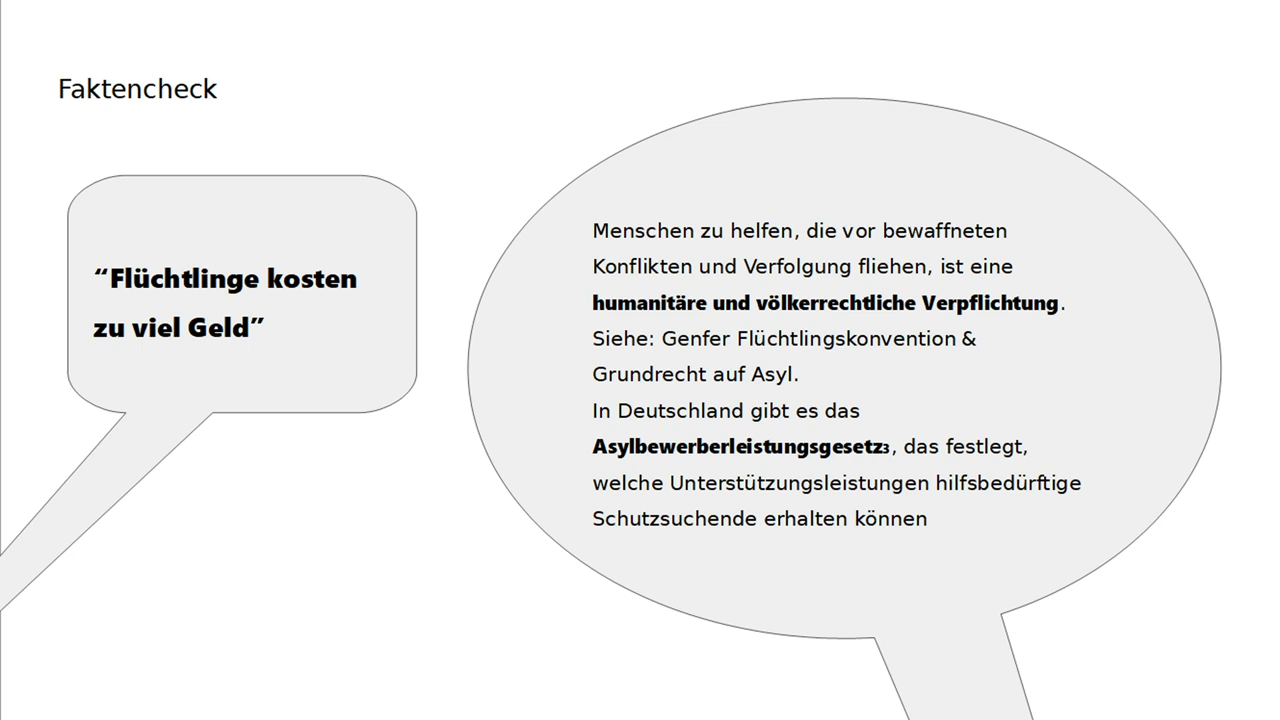 Faktencheck
“Flüchtlinge kosten
zu viel Geld”
Menschen zu helfen, die vor bewaffneten
Konflikten und Verfolgung fliehen, ist eine
humanitäre und völkerrechtliche Verpflichtung.
Siehe: Genfer Flüchtlingskonvention &
Grundrecht auf Asyl.
In Deutschland gibt es das
Asylbewerberleistungsgesetz₃, das festlegt,
welche Unterstützungsleistungen hilfsbedürftige
Schutzsuchende erhalten können